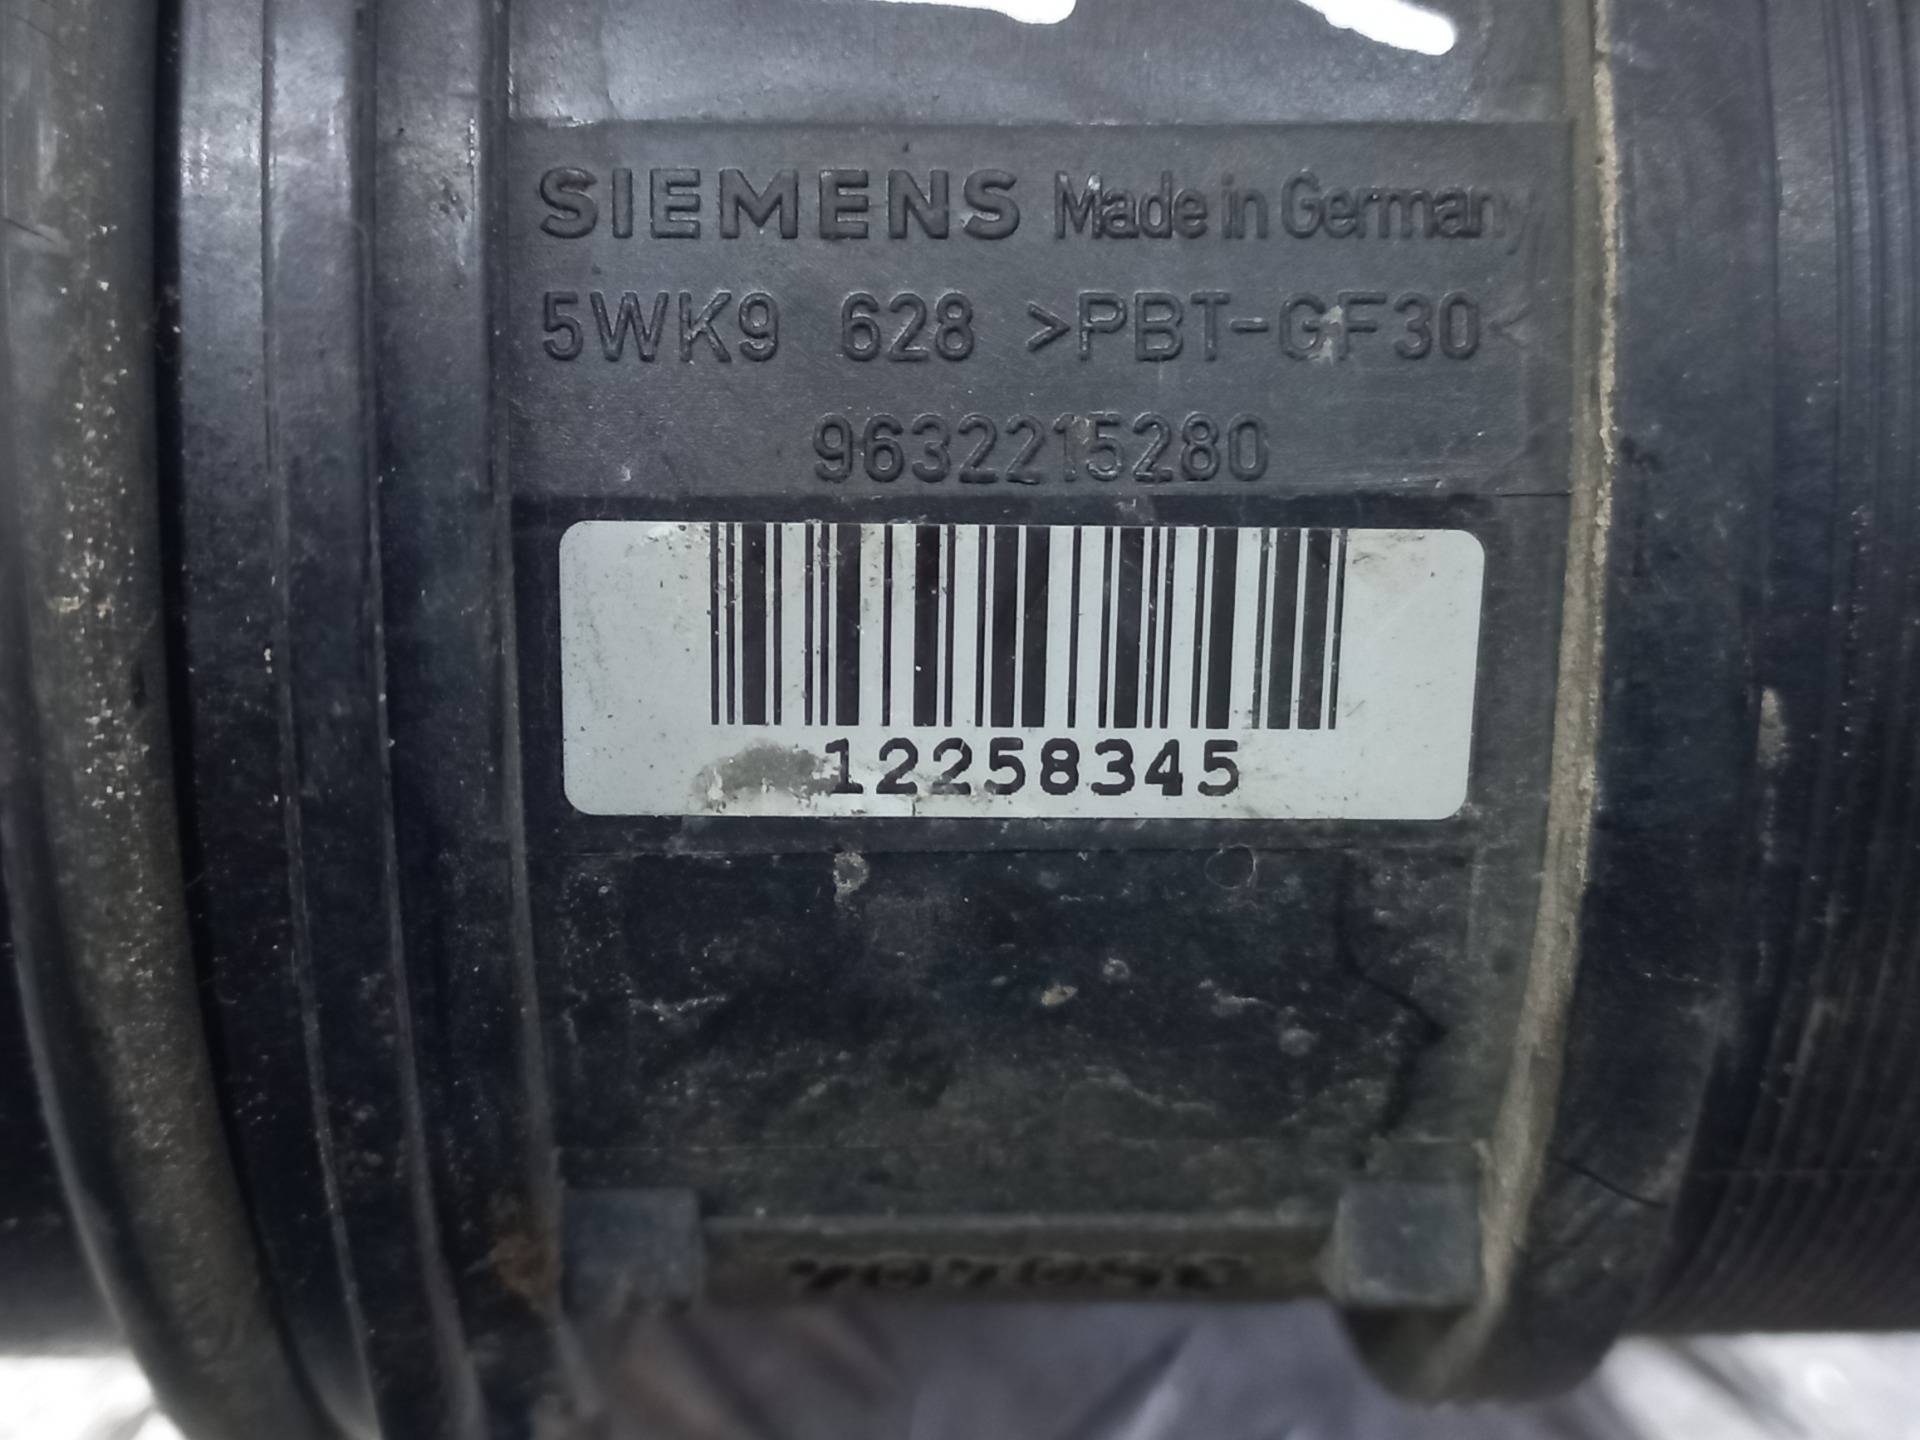 SIEMENS Made in Germany
5WK9 628 >PBT-GF30<
9632215280
12258345